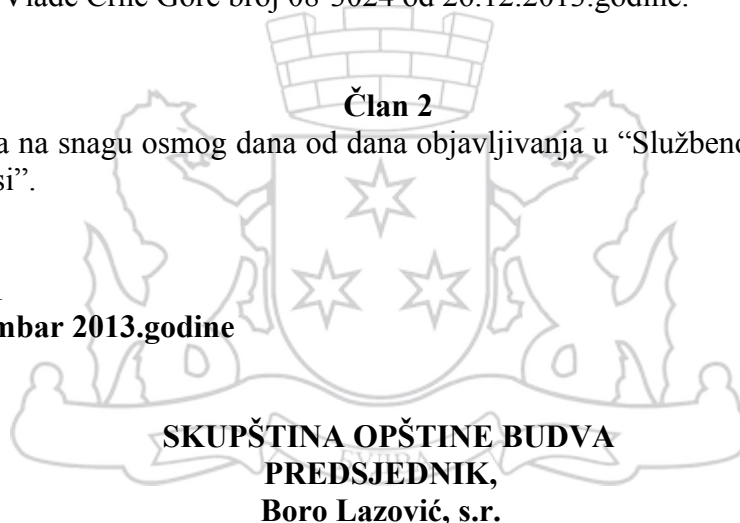 Vlade Crne Gore broj 08-3024 od 26.12.2013.godine.
Član 2
a na snagu osmog dana od dana objavljivanja u “Službeno
si”.
mbar 2013.godine
SKUPŠTINA OPŠTINE BUDVA
PREDSJEDNIK,
Boro Lazović, s.r.